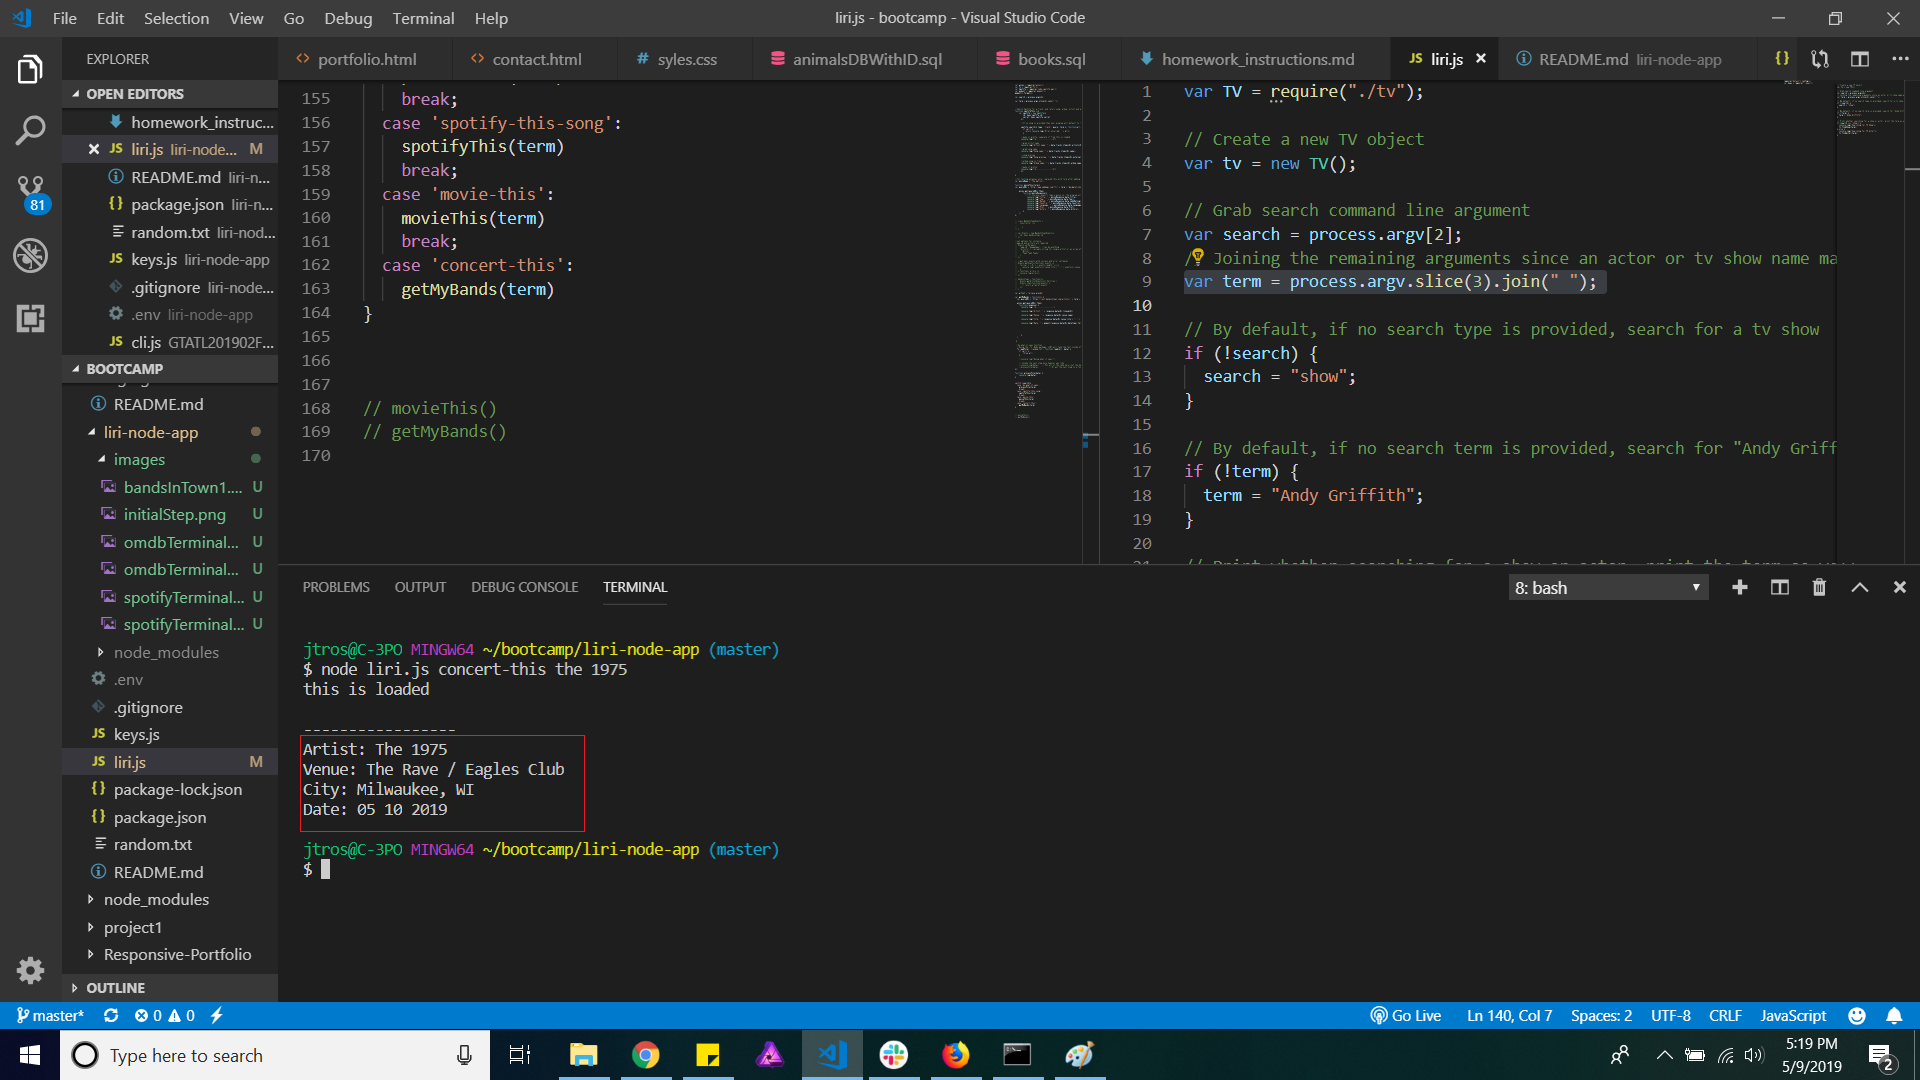 File Edit Selection View Go Debug Terminal Help
liri.js - bootcamp - Visual Studio Code
EXPLORER
OPEN EDITORS
homework_instruc...
liri.js liri-node... M
README.md liri-n...
package.json liri-n...
random.txt liri-nod...
keys.js liri-node-app
.gitignore liri-node...
.env liri-node-app
cli.js GTATL201902F...
BOOTCAMP
README.md
liri-node-app
images
bandsInTown1.... U
initialStep.png U
omdbTerminal... U
omdbTerminal... U
spotifyTerminal... U
spotifyTerminal... U
node_modules
.env
.gitignore
keys.js
liri.js M
package-lock.json
package.json
random.txt
README.md
node_modules
project1
Responsive-Portfolio
OUTLINE
81
portfolio.html contact.html syles.css animalsDBWithID.sql books.sql homework_instructions.md liri.js README.md liri-node-app
155 break;
156 case 'spotify-this-song':
157 spotifyThis(term)
158 break;
159 case 'movie-this':
160 movieThis(term)
161 break;
162 case 'concert-this':
163 getMyBands(term)
164 }
165
166
167
168 // movieThis()
169 // getMyBands()
170
1 var TV = require("./tv");
2
3 // Create a new TV object
4 var tv = new TV();
5
6 // Grab search command line argument
7 var search = process.argv[2];
8 / Joining the remaining arguments since an actor or tv show name ma
9 var term = process.argv.slice(3).join(" ");
10
11 // By default, if no search type is provided, search for a tv show
12 if (!search) {
13 search = "show";
14 }
15
16 // By default, if no search term is provided, search for "Andy Griff
17 if (!term) {
18 term = "Andy Griffith";
19 }
20
PROBLEMS OUTPUT DEBUG CONSOLE TERMINAL
8: bash
jtros@C-3PO MINGW64 ~/bootcamp/liri-node-app (master)
$ node liri.js concert-this the 1975
this is loaded
-----------------
Artist: The 1975
Venue: The Rave / Eagles Club
City: Milwaukee, WI
Date: 05 10 2019
jtros@C-3PO MINGW64 ~/bootcamp/liri-node-app (master)
$
master* 0 0
Go Live Ln 140, Col 7 Spaces: 2 UTF-8 CRLF JavaScript
Type here to search
5:19 PM
5/9/2019
2